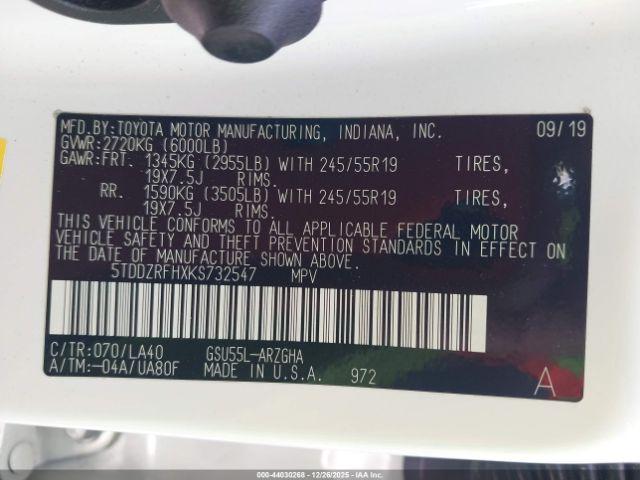 MFD.BY:TOYOTA MOTOR MANUFACTURING, INDIANA, INC. 09/19
GVWR:2720KG (6000LB)
GAWR:FRT. 1345KG (2955LB) WITH 245/55R19 TIRES,
19X7.5J RIMS.
RR. 1590KG (3505LB) WITH 245/55R19 TIRES,
19X7.5J RIMS.
THIS VEHICLE CONFORMS TO ALL APPLICABLE FEDERAL MOTOR
VEHICLE SAFETY AND THEFT PREVENTION STANDARDS IN EFFECT ON
THE DATE OF MANUFACTURE SHOWN ABOVE.
5TDDZRFHXKS732547 MPV
C/TR:070/LA40 GSU55L-ARZGHA
A/TM:-04A/UA80F MADE IN U.S.A. 972 A
000-44030268 - 12/26/2025 - IAAI.COM